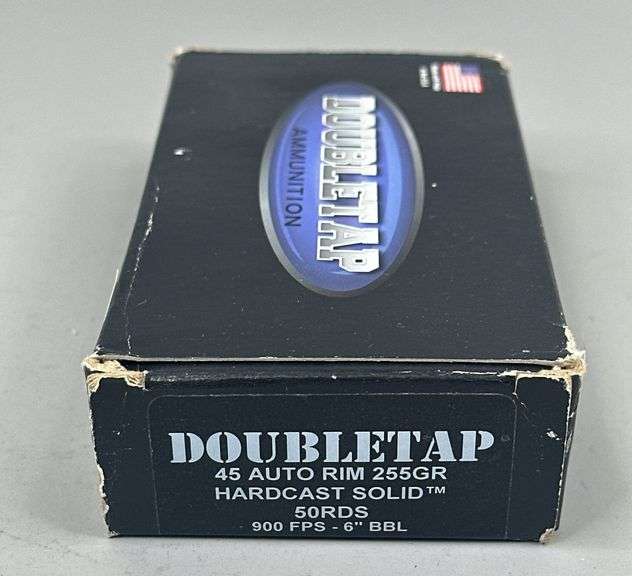 DOUBLETAP
AMMUNITION
DOUBLETAP
45 AUTO RIM 255GR
HARDCAST SOLID™
50RDS
900 FPS - 6" BBL